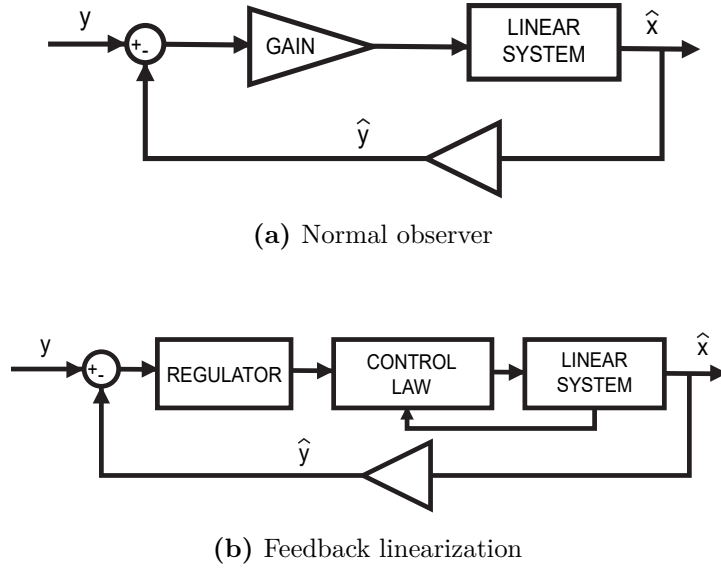 y
+
-
GAIN
LINEAR
SYSTEM
x̂
ŷ
(a) Normal observer
y
+
-
REGULATOR
CONTROL
LAW
LINEAR
SYSTEM
x̂
ŷ
(b) Feedback linearization